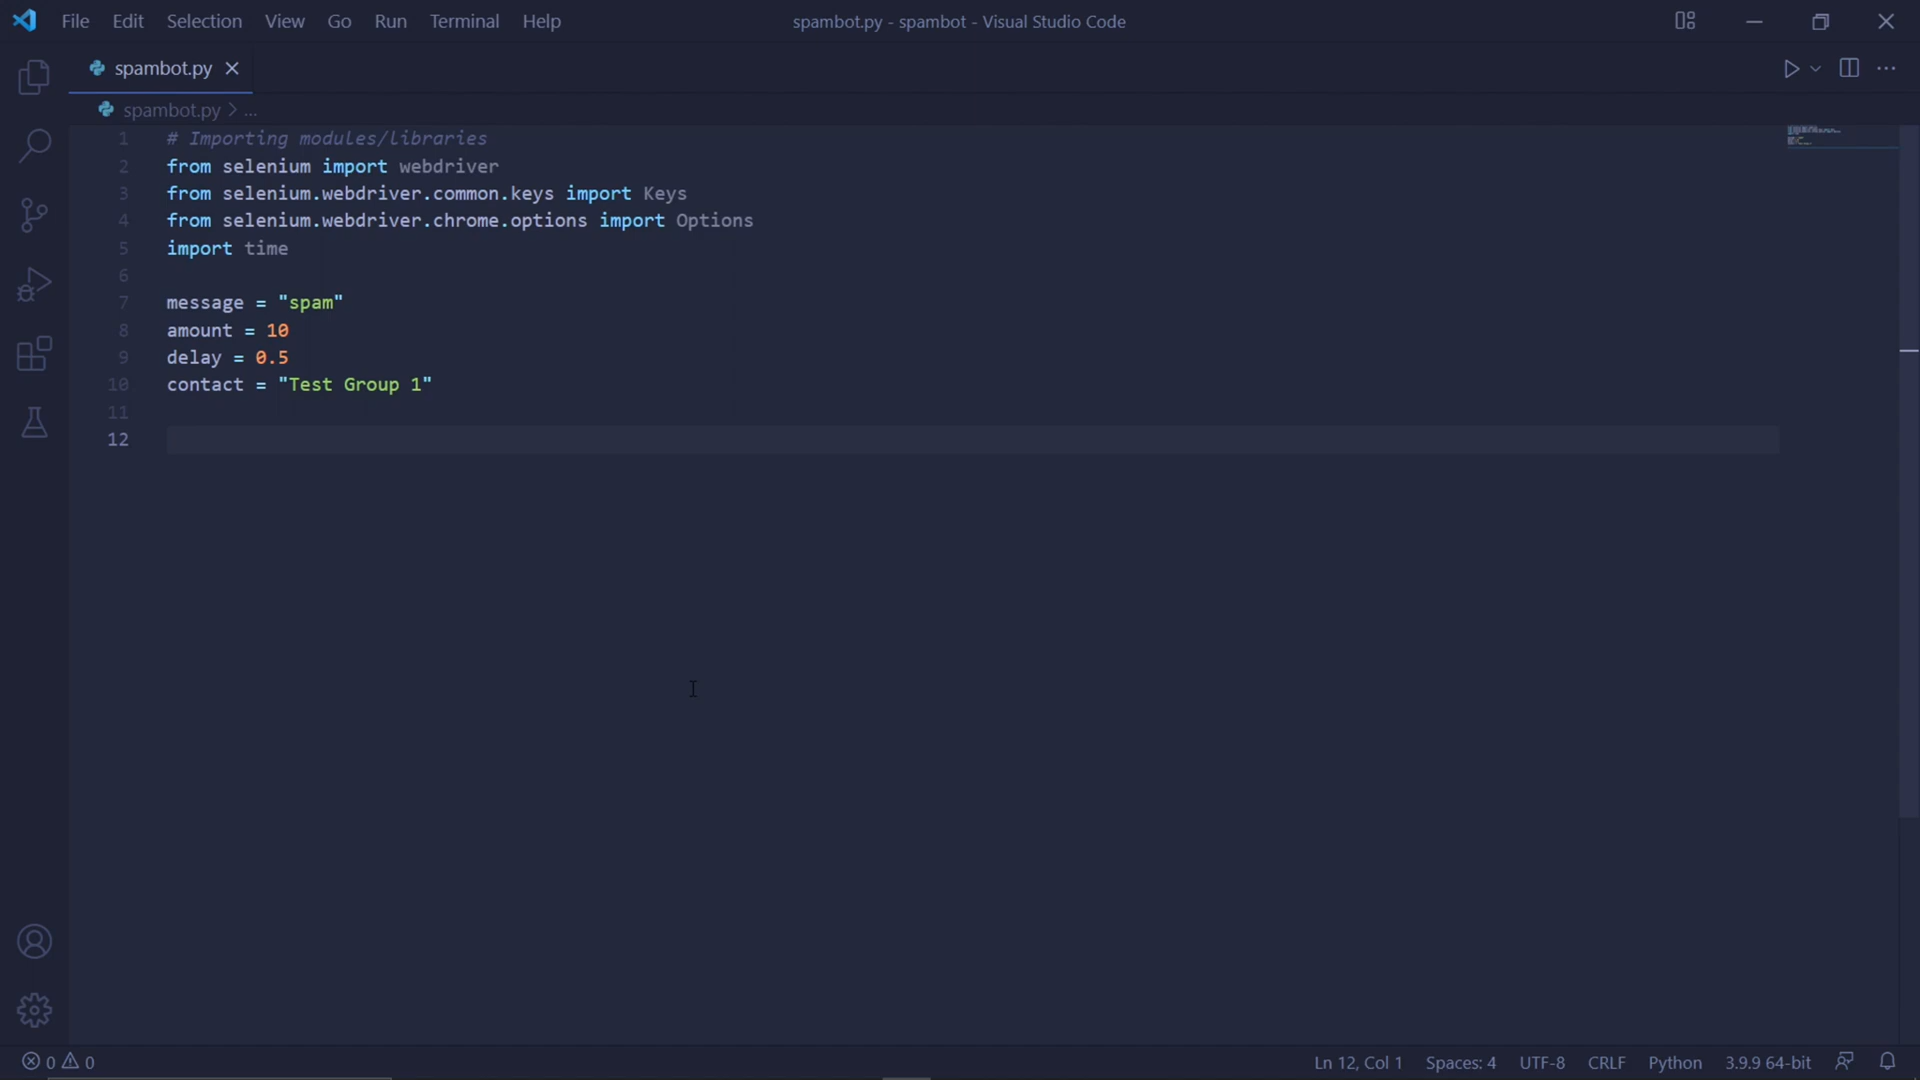 File Edit Selection View Go Run Terminal Help
spambot.py - spambot - Visual Studio Code
spambot.py
spambot.py > ...
1 # Importing modules/libraries
2 from selenium import webdriver
3 from selenium.webdriver.common.keys import Keys
4 from selenium.webdriver.chrome.options import Options
5 import time
6
7 message = "spam"
8 amount = 10
9 delay = 0.5
10 contact = "Test Group 1"
11
12
0 0
Ln 12, Col 1 Spaces: 4 UTF-8 CRLF Python 3.9.9 64-bit